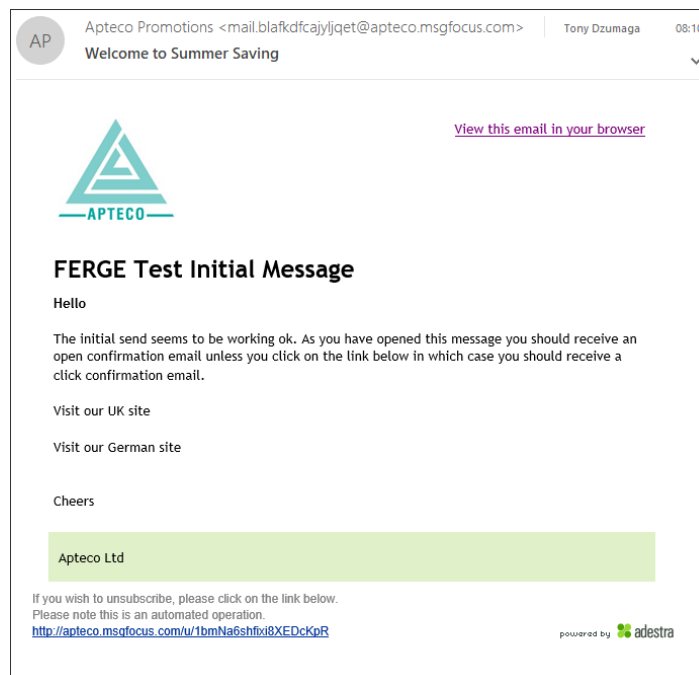 AP
Apteco Promotions <mail.blafkdfcajyljqet@apteco.msgfocus.com>
Tony Dzumaga
08:10
Welcome to Summer Saving
View this email in your browser
APTECO
FERGE Test Initial Message
Hello
The initial send seems to be working ok. As you have opened this message you should receive an
open confirmation email unless you click on the link below in which case you should receive a
click confirmation email.
Visit our UK site
Visit our German site
Cheers
Apteco Ltd
If you wish to unsubscribe, please click on the link below.
Please note this is an automated operation.
http://apteco.msgfocus.com/u/1bmNa6shfixi8XEDcKpR
powered by adestra